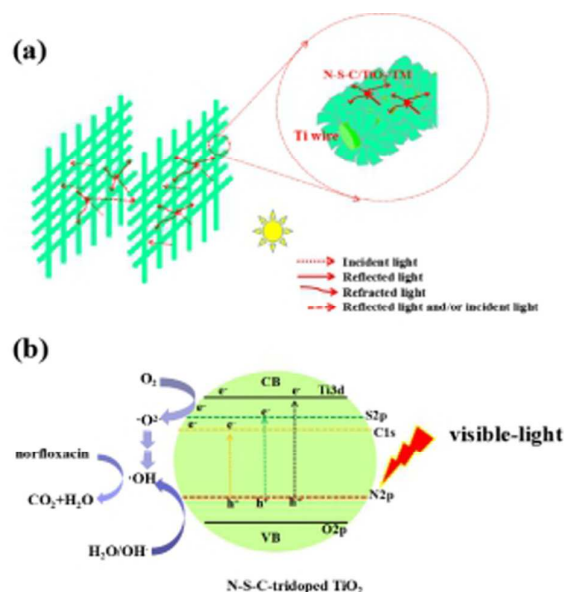 (a)
N-S-C/TiO2/TM
Ti wire
Incident light
Reflected light
Refracted light
Reflected light and/or incident light
(b)
O2
CB
e-
Ti3d
e-
e-
S2p
·O2-
e-
e-
e-
C1s
visible-light
norfloxacin
·OH
N2p
h+
h+
h+
CO2+H2O
O2p
VB
H2O/OH-
N-S-C-tridoped TiO2